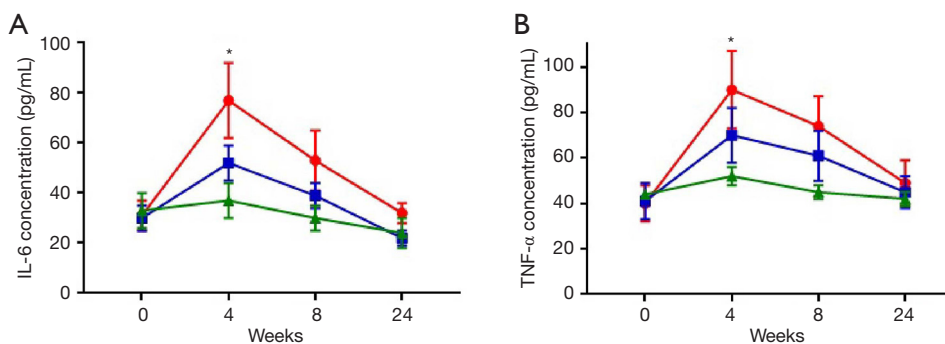 A
IL-6 concentration (pg/mL)
100
80
60
40
20
0
*
0 4 8 24
Weeks
B
TNF-α concentration (pg/mL)
100
80
60
40
20
0
*
0 4 8 24
Weeks